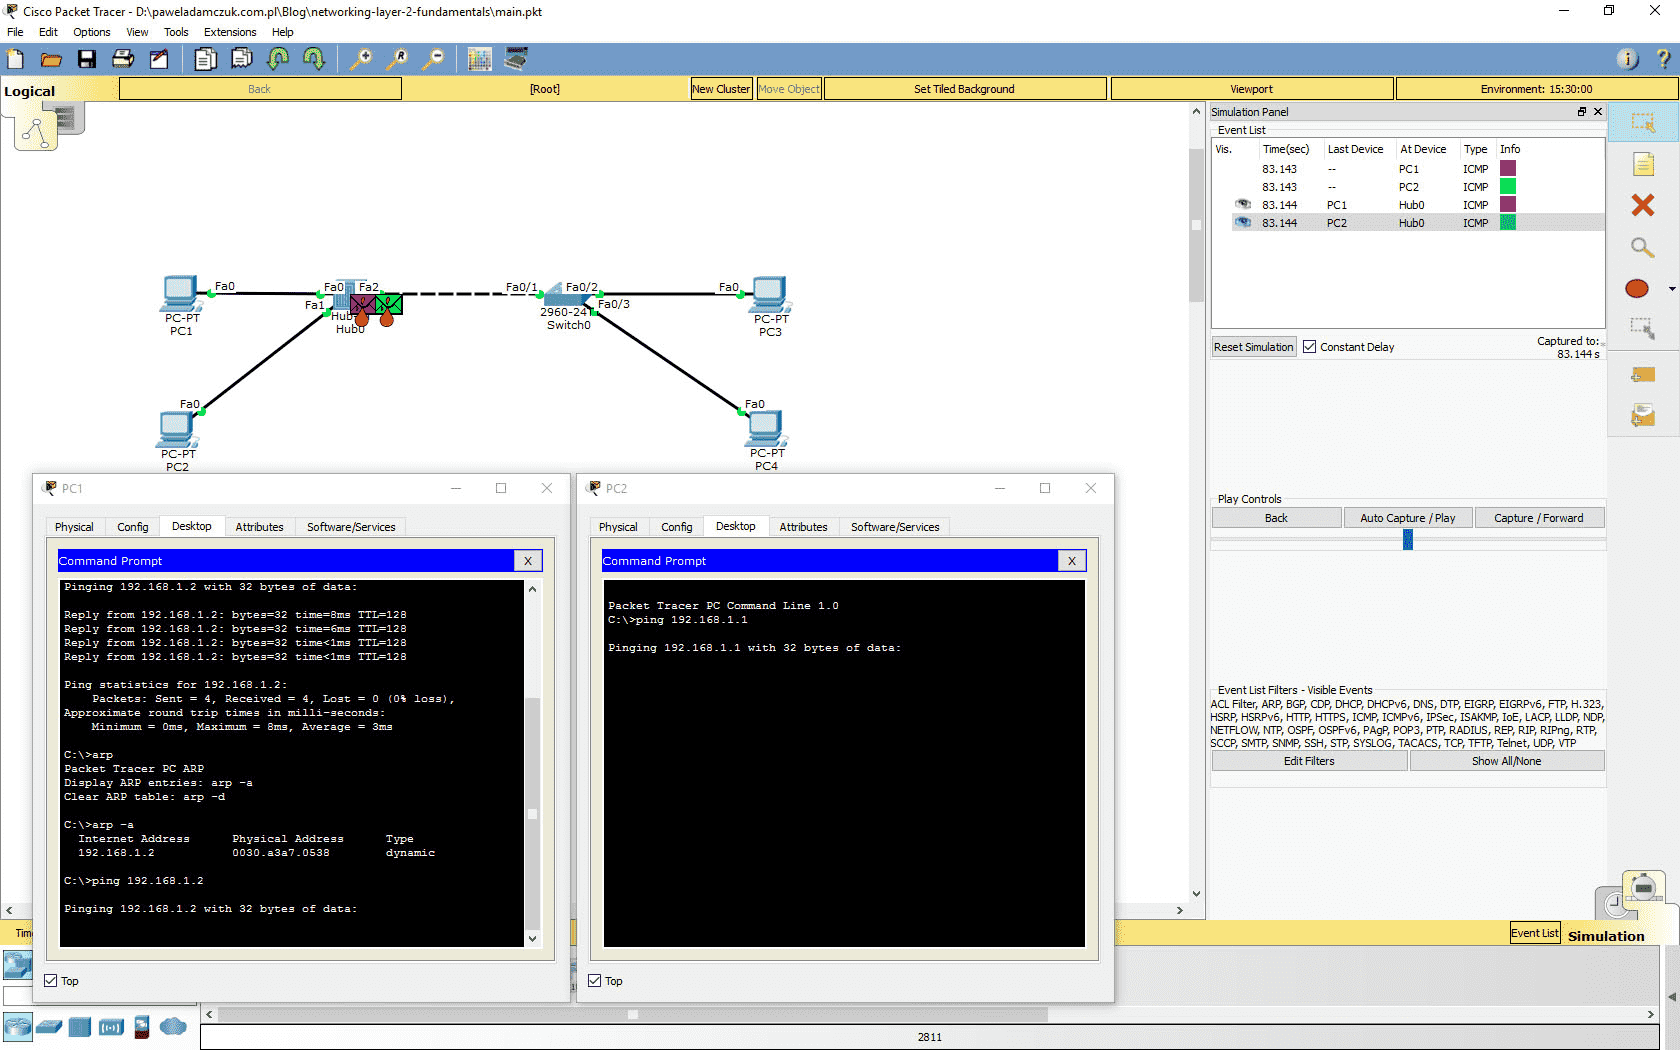 Cisco Packet Tracer - D:\paweladamczuk.com.pl\Blog\networking-layer-2-fundamentals\main.pkt
File Edit Options View Tools Extensions Help
Logical Back [Root] New Cluster Move Object Set Tiled Background Viewport Environment: 15:30:00
Simulation Panel
Event List
Vis. Time(sec) Last Device At Device Type Info
83.143 -- PC1 ICMP
83.143 -- PC2 ICMP
83.144 PC1 Hub0 ICMP
83.144 PC2 Hub0 ICMP
Reset Simulation Constant Delay Captured to:
83.144 s
Fa0 Fa0 Fa2 Fa0/1 Fa0/2 Fa0
Fa1 Fa0/3
PC-PT
PC1
Hub0
2960-24
Switch0
PC-PT
PC3
Fa0 Fa0
PC-PT
PC2
PC-PT
PC4
Play Controls
Back Auto Capture / Play Capture / Forward
Event List Filters - Visible Events
ACL Filter, ARP, BGP, CDP, DHCP, DHCPv6, DNS, DTP, EIGRP, EIGRPv6, FTP, H.323,
HSRP, HSRPv6, HTTP, HTTPS, ICMP, ICMPv6, IPSec, ISAKMP, IoE, LACP, LLDP, NDP,
NETFLOW, NTP, OSPF, OSPFv6, PAgP, POP3, PTP, RADIUS, REP, RIP, RIPng, RTP,
SCCP, SMTP, SNMP, SSH, STP, SYSLOG, TACACS, TCP, TFTP, Telnet, UDP, VTP
Edit Filters Show All/None
PC1
Physical Config Desktop Attributes Software/Services
Command Prompt X
Pinging 192.168.1.2 with 32 bytes of data:
Reply from 192.168.1.2: bytes=32 time=8ms TTL=128
Reply from 192.168.1.2: bytes=32 time=6ms TTL=128
Reply from 192.168.1.2: bytes=32 time<1ms TTL=128
Reply from 192.168.1.2: bytes=32 time<1ms TTL=128
Ping statistics for 192.168.1.2:
Packets: Sent = 4, Received = 4, Lost = 0 (0% loss),
Approximate round trip times in milli-seconds:
Minimum = 0ms, Maximum = 8ms, Average = 3ms
C:\>arp
Packet Tracer PC ARP
Display ARP entries: arp -a
Clear ARP table: arp -d
C:\>arp -a
Internet Address Physical Address Type
192.168.1.2 0030.a3a7.0538 dynamic
C:\>ping 192.168.1.2
Pinging 192.168.1.2 with 32 bytes of data:
Top
PC2
Physical Config Desktop Attributes Software/Services
Command Prompt X
Packet Tracer PC Command Line 1.0
C:\>ping 192.168.1.1
Pinging 192.168.1.1 with 32 bytes of data:
Top
Event List Simulation
2811